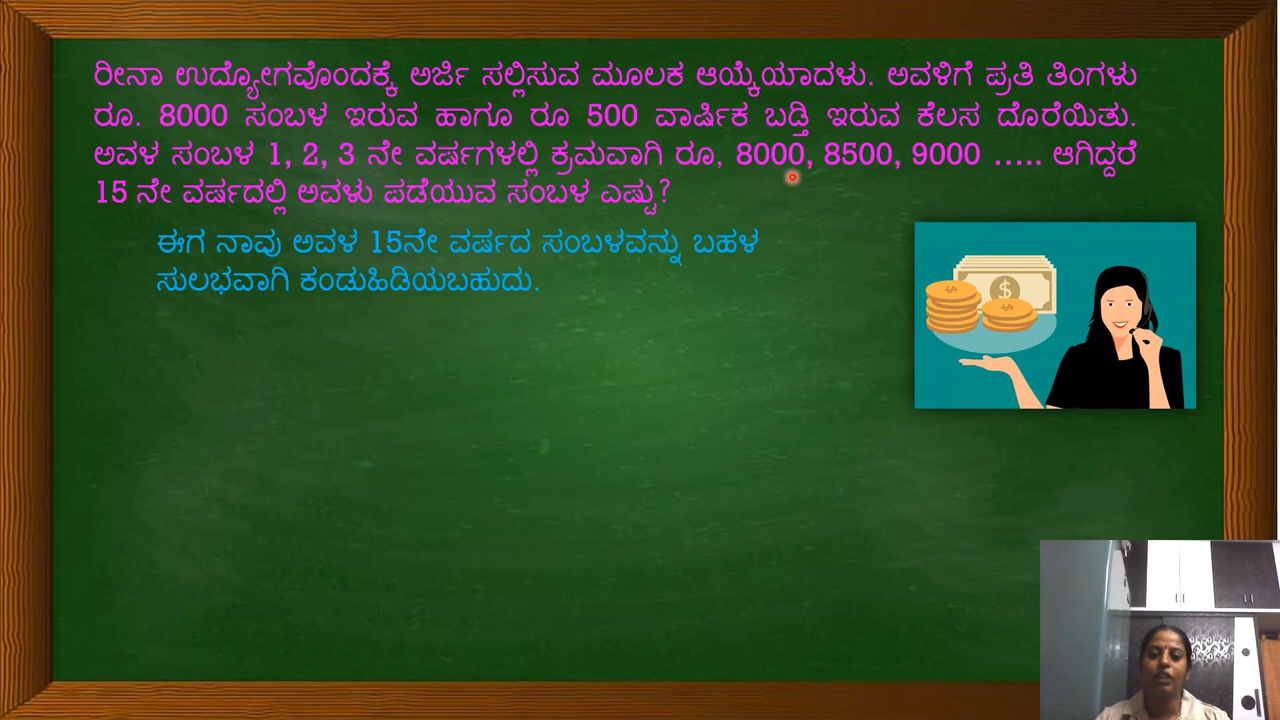 ರೀನಾ ಉದ್ಯೋಗವೊಂದಕ್ಕೆ ಅರ್ಜಿ ಸಲ್ಲಿಸುವ ಮೂಲಕ ಆಯ್ಕೆಯಾದಳು. ಅವಳಿಗೆ ಪ್ರತಿ ತಿಂಗಳು
ರೂ. 8000 ಸಂಬಳ ಇರುವ ಹಾಗೂ ರೂ 500 ವಾರ್ಷಿಕ ಬಡ್ತಿ ಇರುವ ಕೆಲಸ ದೊರೆಯಿತು.
ಅವಳ ಸಂಬಳ 1, 2, 3 ನೇ ವರ್ಷಗಳಲ್ಲಿ ಕ್ರಮವಾಗಿ ರೂ, 8000, 8500, 9000 ….. ಆಗಿದ್ದರೆ
15 ನೇ ವರ್ಷದಲ್ಲಿ ಅವಳು ಪಡೆಯುವ ಸಂಬಳ ಎಷ್ಟು?
ಈಗ ನಾವು ಅವಳ 15ನೇ ವರ್ಷದ ಸಂಬಳವನ್ನು ಬಹಳ
ಸುಲಭವಾಗಿ ಕಂಡುಹಿಡಿಯಬಹುದು.